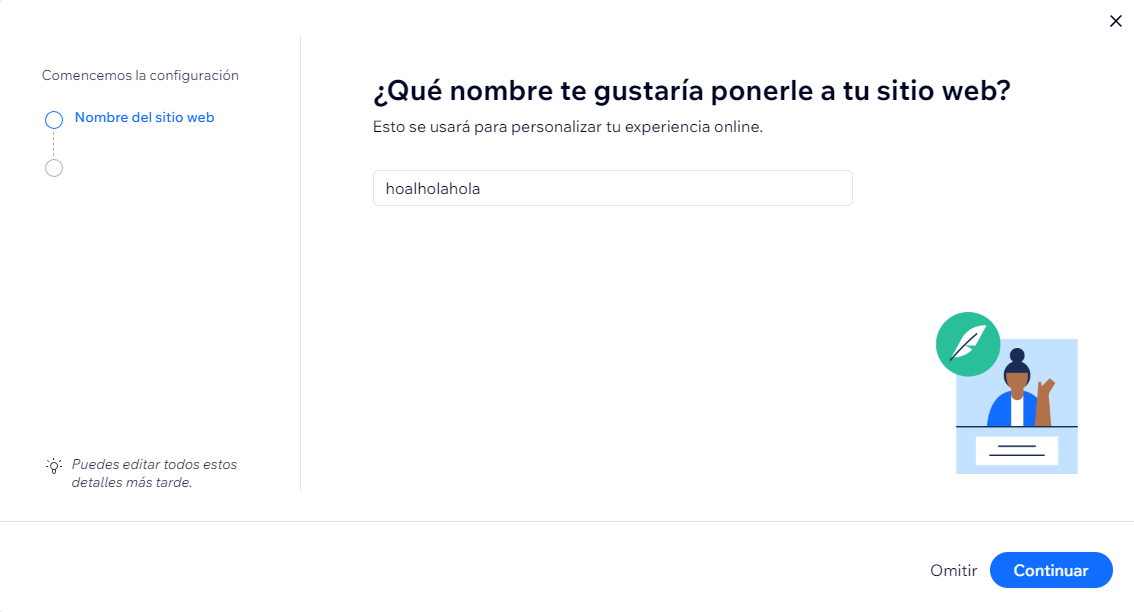 Comencemos la configuración
Nombre del sitio web
Puedes editar todos estos
detalles más tarde.
¿Qué nombre te gustaría ponerle a tu sitio web?
Esto se usará para personalizar tu experiencia online.
hoalholahola
Omitir
Continuar